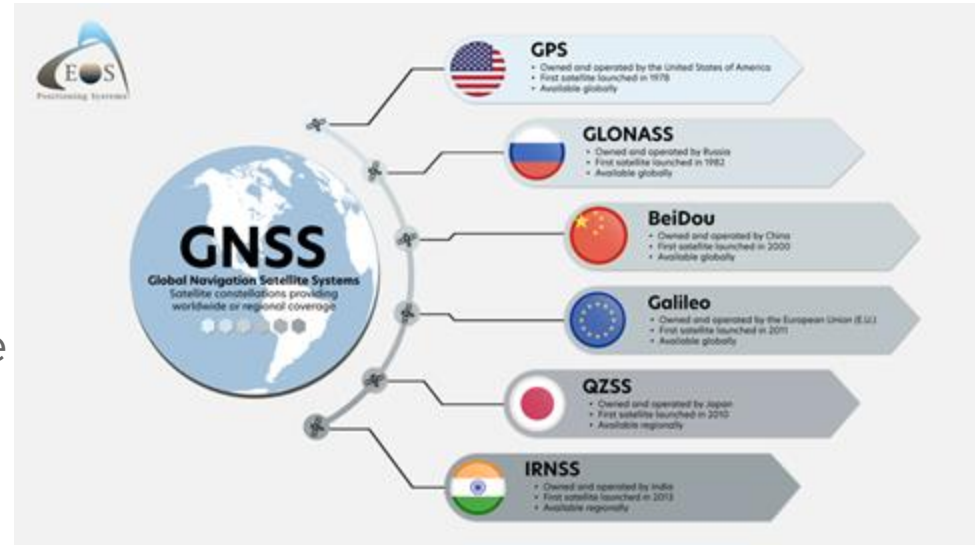 EOS
Positioning Systems
GNSS
Global Navigation Satellite Systems
Satellite constellations providing
worldwide or regional coverage
GPS
• Owned and operated by the United States of America
• First satellite launched in 1978
• Available globally
GLONASS
• Owned and operated by Russia
• First satellite launched in 1982
• Available globally
BeiDou
• Owned and operated by China
• First satellite launched in 2000
• Available globally
Galileo
• Owned and operated by the European Union (E.U.)
• First satellite launched in 2011
• Available globally
QZSS
• Owned and operated by Japan
• First satellite launched in 2010
• Available regionally
IRNSS
• Owned and operated by India
• First satellite launched in 2013
• Available regionally
e